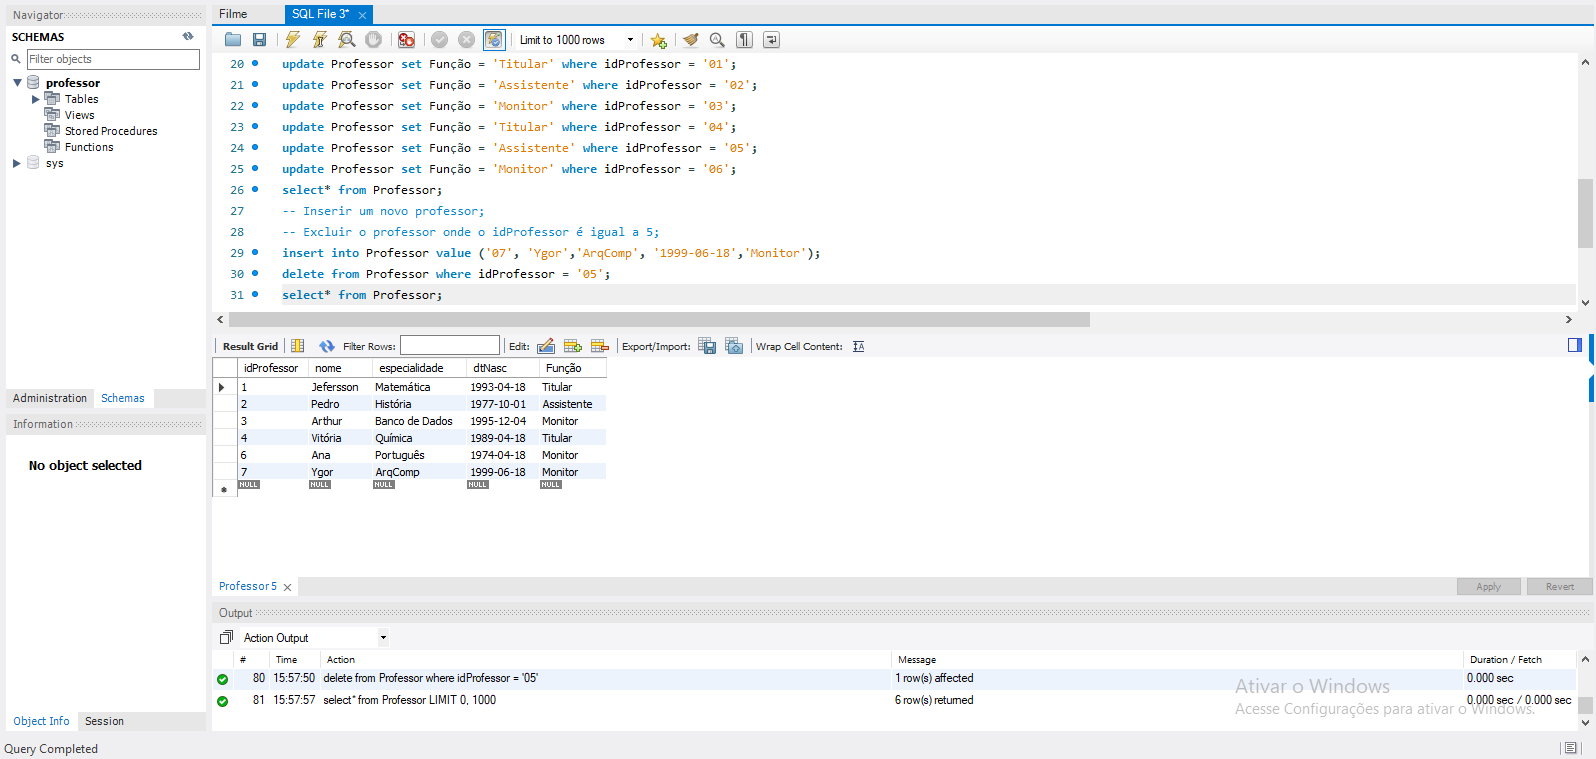 Navigator
SCHEMAS
Filter objects
professor
Tables
Views
Stored Procedures
Functions
sys
Administration Schemas
Information
No object selected
Object Info Session
Query Completed
Filme SQL File 3*
Limit to 1000 rows
20 update Professor set Função = 'Titular' where idProfessor = '01';
21 update Professor set Função = 'Assistente' where idProfessor = '02';
22 update Professor set Função = 'Monitor' where idProfessor = '03';
23 update Professor set Função = 'Titular' where idProfessor = '04';
24 update Professor set Função = 'Assistente' where idProfessor = '05';
25 update Professor set Função = 'Monitor' where idProfessor = '06';
26 select* from Professor;
27 -- Inserir um novo professor;
28 -- Excluir o professor onde o idProfessor é igual a 5;
29 insert into Professor value ('07', 'Ygor','ArqComp', '1999-06-18','Monitor');
30 delete from Professor where idProfessor = '05';
31 select* from Professor;
Result Grid Filter Rows: Edit: Export/Import: Wrap Cell Content:
idProfessor nome especialidade dtNasc Função
1 Jefersson Matemática 1993-04-18 Titular
2 Pedro História 1977-10-01 Assistente
3 Arthur Banco de Dados 1995-12-04 Monitor
4 Vitória Química 1989-04-18 Titular
6 Ana Português 1974-04-18 Monitor
7 Ygor ArqComp 1999-06-18 Monitor
NULL NULL NULL NULL NULL
Professor 5 Apply Revert
Output
Action Output
# Time Action Message Duration / Fetch
80 15:57:50 delete from Professor where idProfessor = '05' 1 row(s) affected 0.000 sec
81 15:57:57 select* from Professor LIMIT 0, 1000 6 row(s) returned 0.000 sec / 0.000 sec
Ativar o Windows
Acesse Configurações para ativar o Windows.